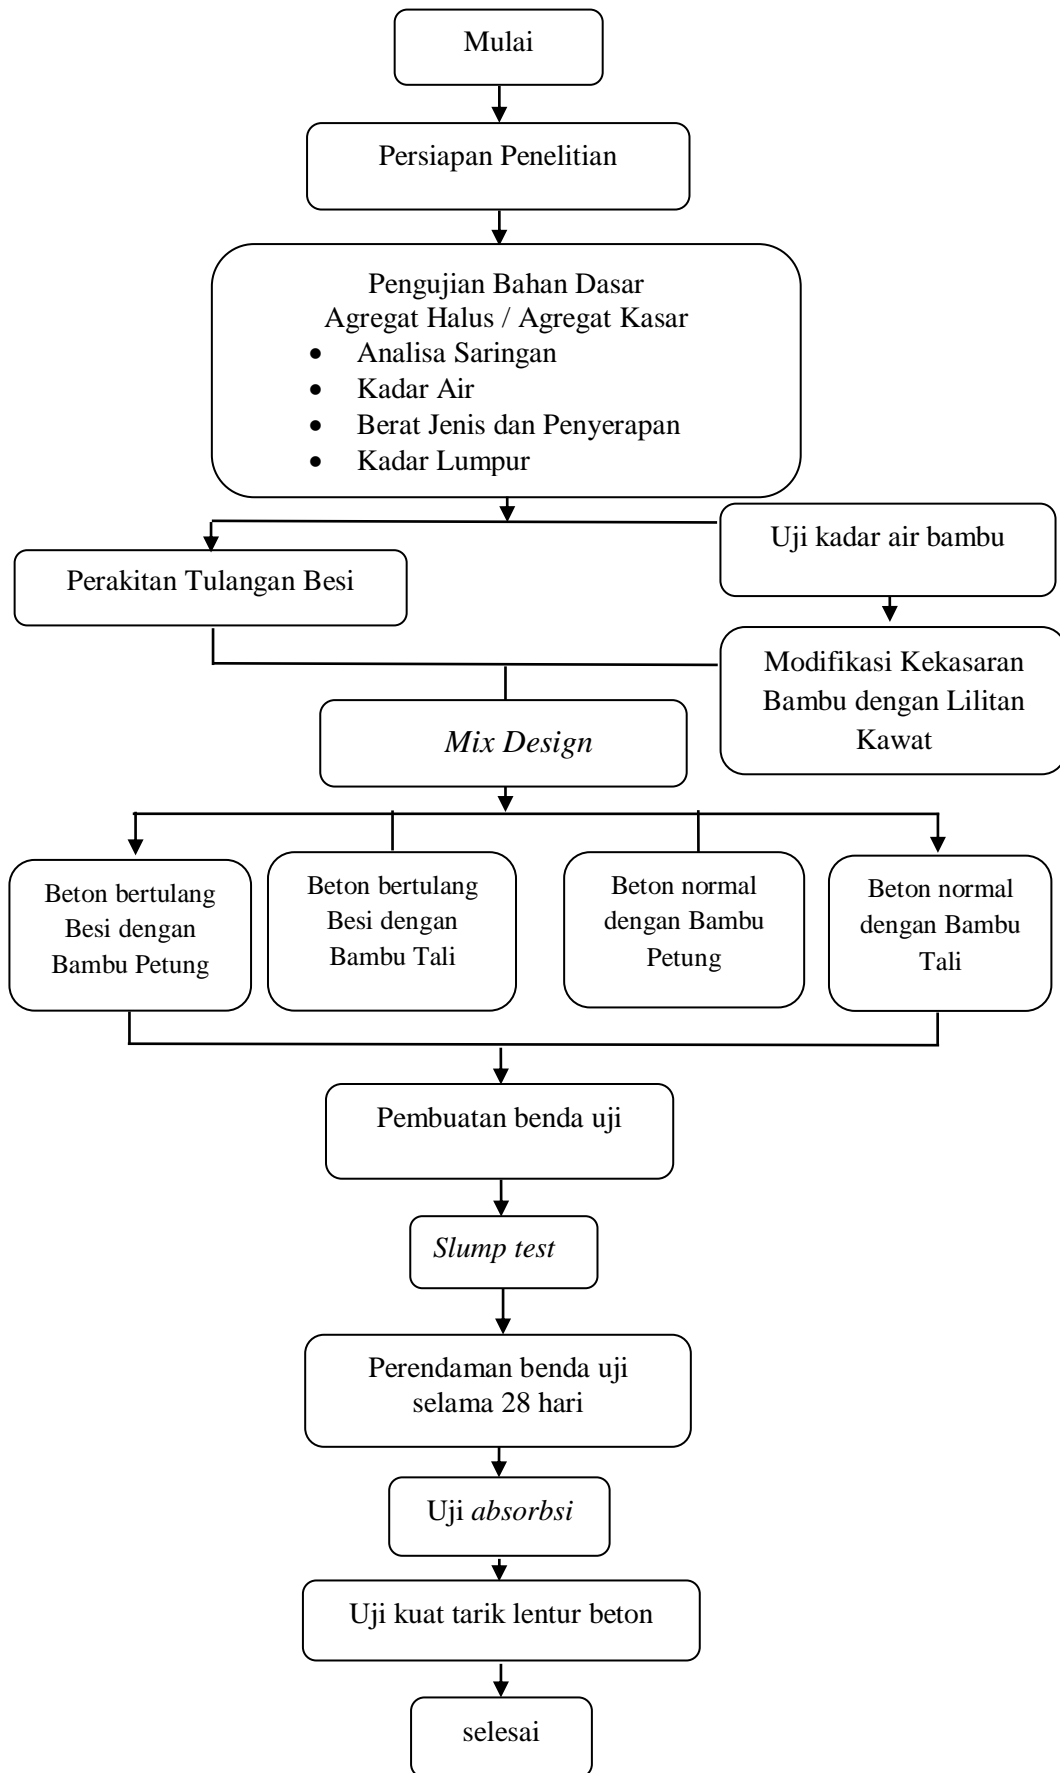 Mulai
Persiapan Penelitian
Pengujian Bahan Dasar
Agregat Halus / Agregat Kasar
• Analisa Saringan
• Kadar Air
• Berat Jenis dan Penyerapan
• Kadar Lumpur
Uji kadar air bambu
Perakitan Tulangan Besi
Modifikasi Kekasaran
Bambu dengan Lilitan
Kawat
Mix Design
Beton bertulang
Besi dengan
Bambu Petung
Beton bertulang
Besi dengan
Bambu Tali
Beton normal
dengan Bambu
Petung
Beton normal
dengan Bambu
Tali
Pembuatan benda uji
Slump test
Perendaman benda uji
selama 28 hari
Uji absorbsi
Uji kuat tarik lentur beton
selesai